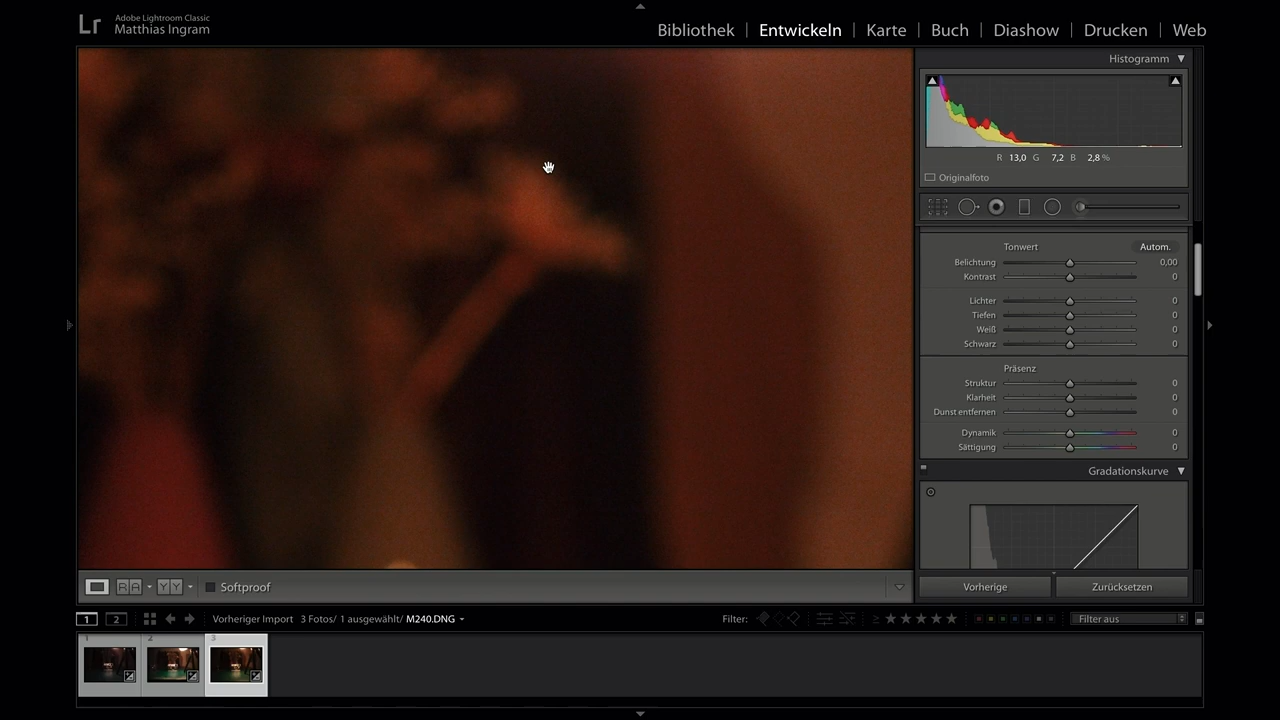 Lr
Adobe Lightroom Classic
Matthias Ingram
Bibliothek | Entwickeln | Karte | Buch | Diashow | Drucken | Web
Histogramm
R 13,0 G 7,2 B 2,8 %
Originalfoto
Tonwert Autom.
Belichtung 0,00
Kontrast 0
Lichter 0
Tiefen 0
Weiß 0
Schwarz 0
Präsenz
Struktur 0
Klarheit 0
Dunst entfernen 0
Dynamik 0
Sättigung 0
Gradationskurve
R A Y Y Softproof
Vorherige Zurücksetzen
1 2 Vorheriger Import 3 Fotos/ 1 ausgewählt/ M240.DNG Filter: ≥ ★★★★★ Filter aus
1 2 3